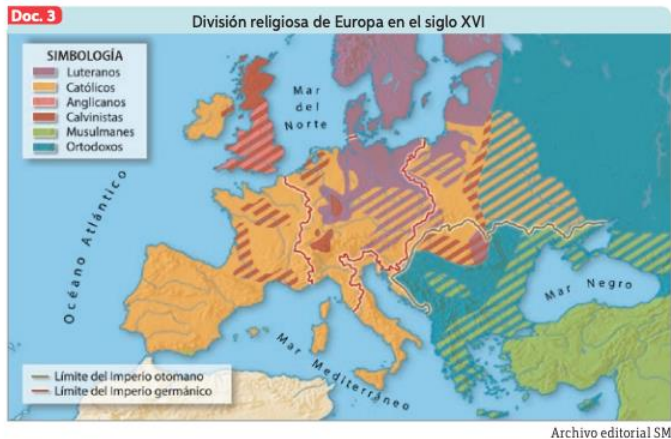 Doc. 3
División religiosa de Europa en el siglo XVI
SIMBOLOGÍA
Luteranos
Católicos
Anglicanos
Calvinistas
Musulmanes
Ortodoxos
Mar
del
Norte
Océano Atlántico
Mar Mediterráneo
Mar Negro
Límite del Imperio otomano
Límite del Imperio germánico
Archivo editorial SM